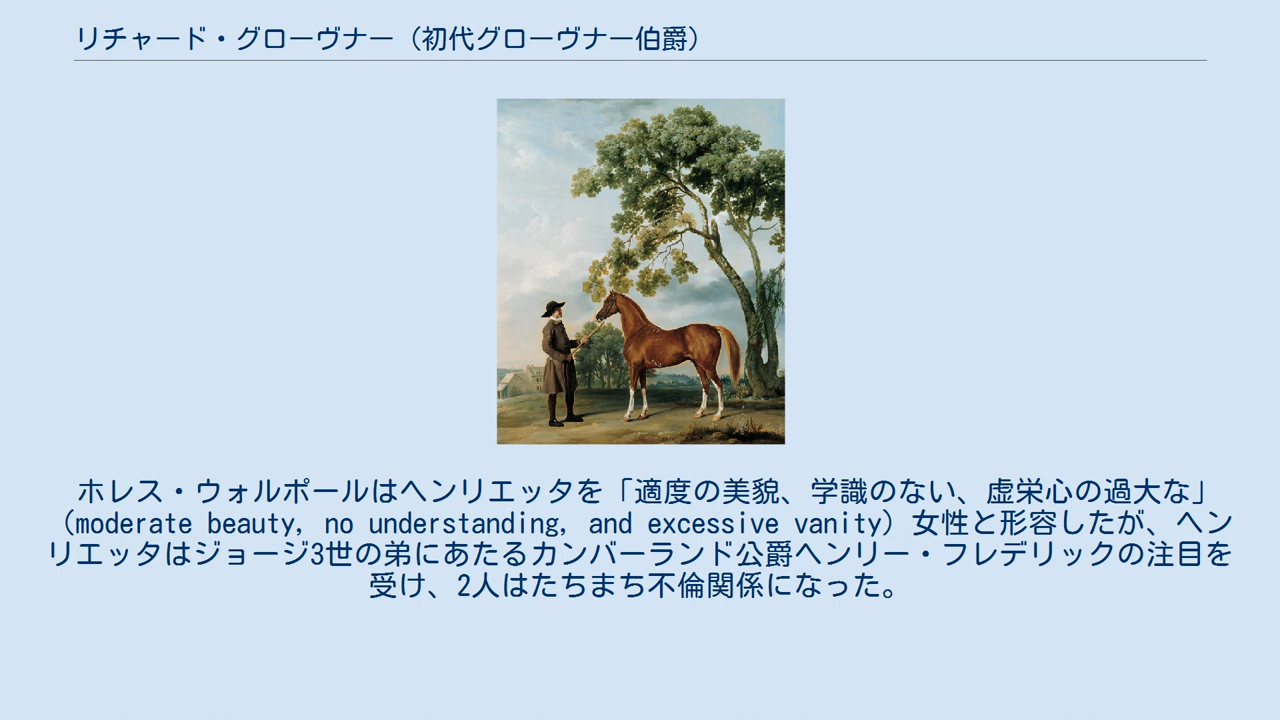 リチャード・グローヴナー（初代グローヴナー伯爵）
ホレス・ウォルポールはヘンリエッタを「適度の美貌、学識のない、虚栄心の過大な」
（moderate beauty, no understanding, and excessive vanity）女性と形容したが、ヘン
リエッタはジョージ3世の弟にあたるカンバーランド公爵ヘンリー・フレデリックの注目を
受け、2人はたちまち不倫関係になった。